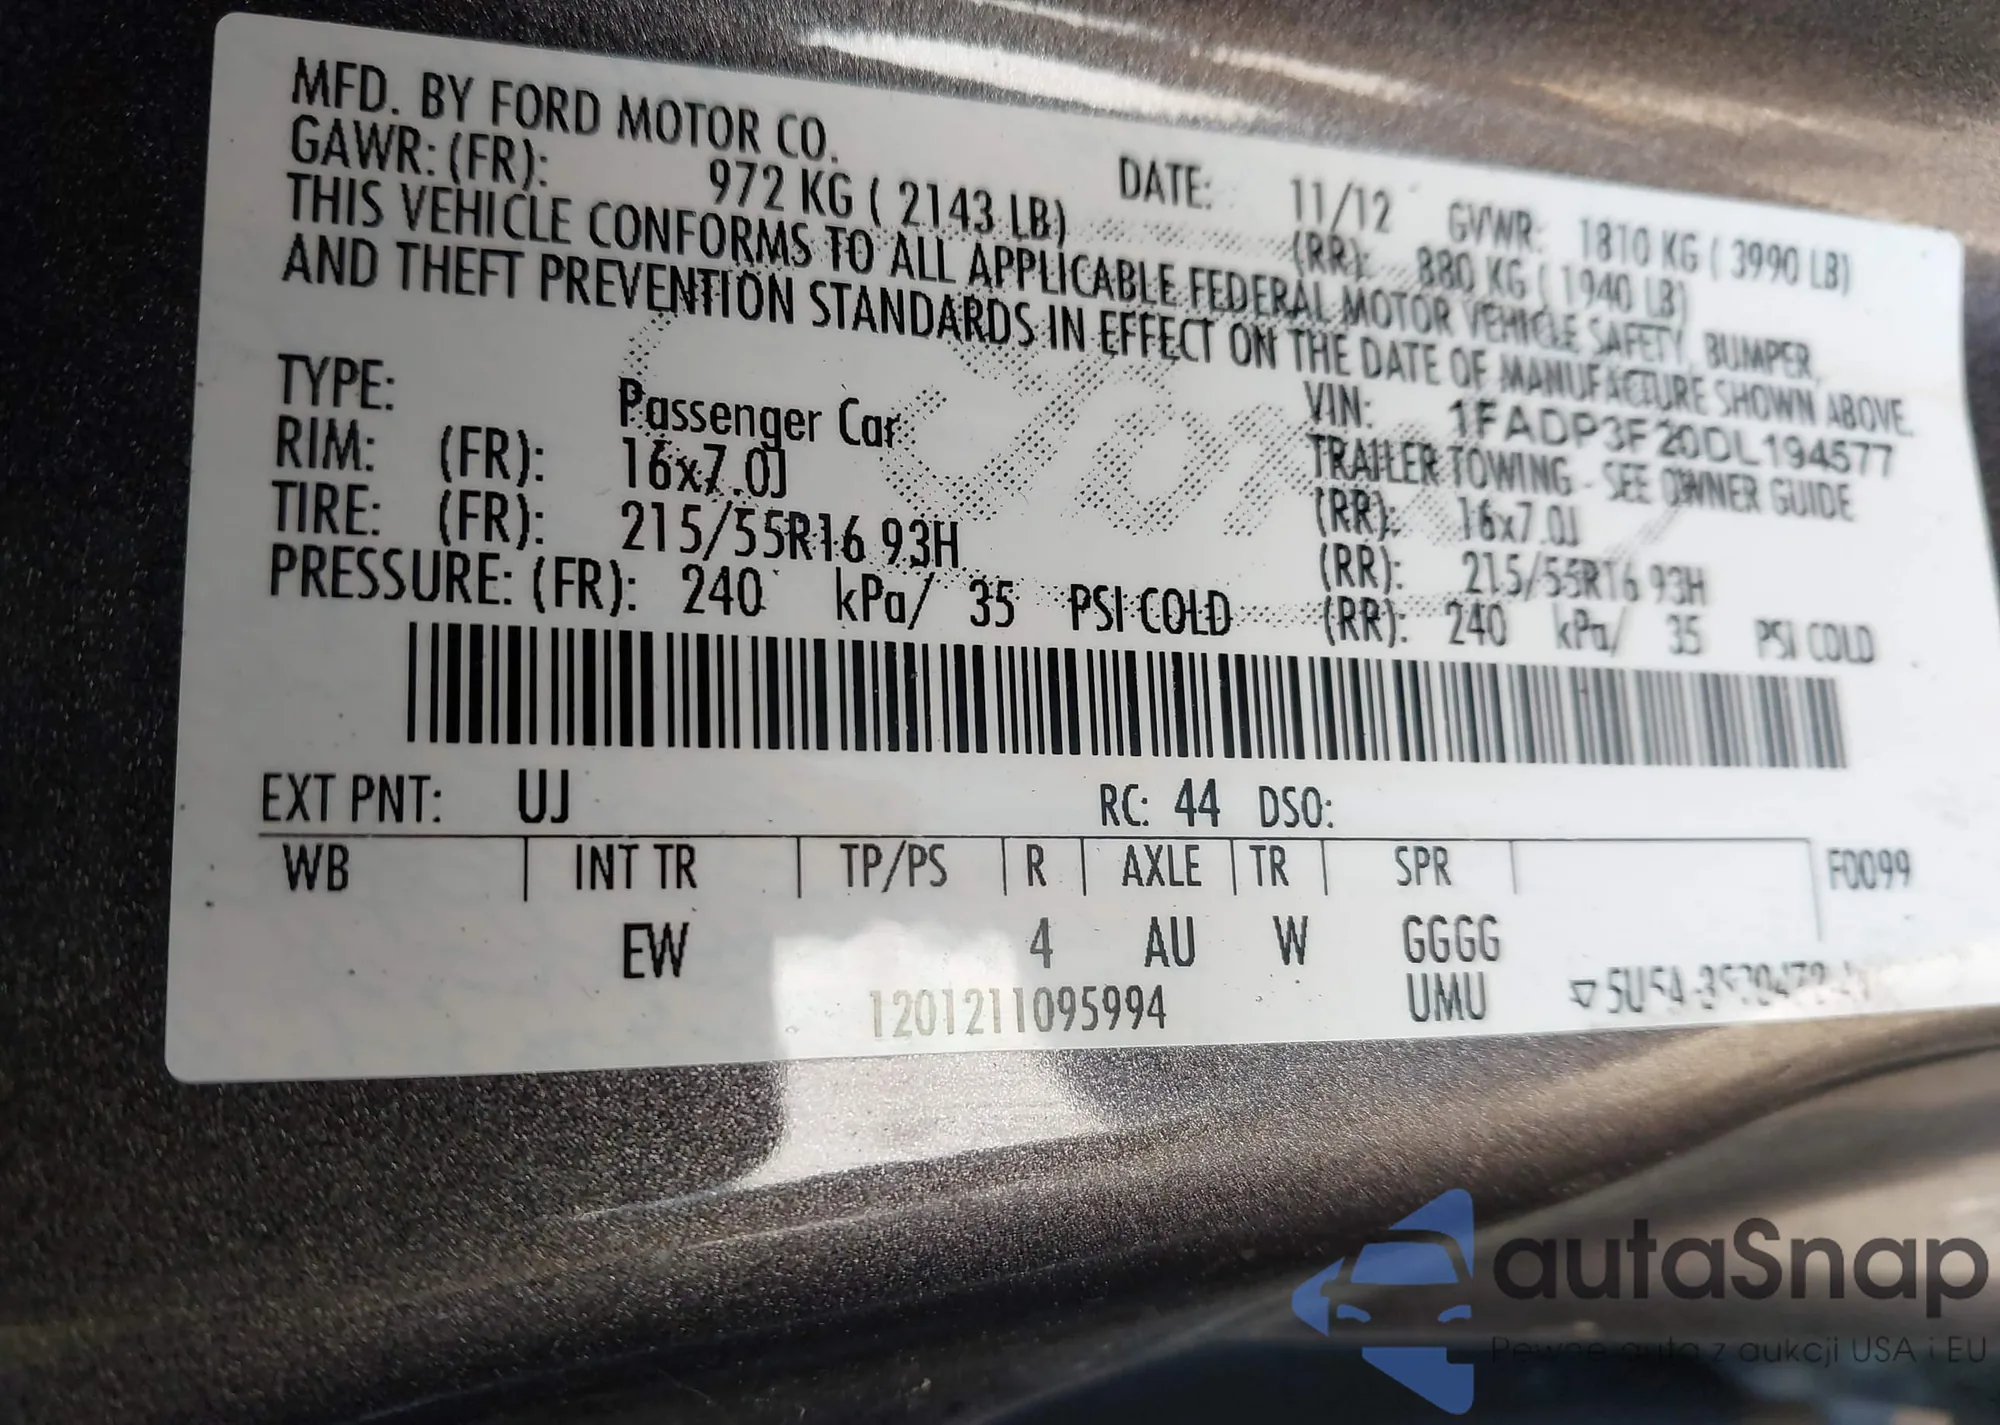 MFD. BY FORD MOTOR CO. DATE: 11/12 GVWR: 1810 KG ( 3990 LB)
GAWR: (FR): 972 KG ( 2143 LB) (RR): 880 KG ( 1940 LB)
THIS VEHICLE CONFORMS TO ALL APPLICABLE FEDERAL MOTOR VEHICLE SAFETY, BUMPER,
AND THEFT PREVENTION STANDARDS IN EFFECT ON THE DATE OF MANUFACTURE SHOWN ABOVE.
VIN: 1FADP3F20DL194577
TYPE: Passenger Car TRAILER TOWING - SEE OWNER GUIDE
RIM: (FR): 16x7.0J (RR): 16x7.0J
TIRE: (FR): 215/55R16 93H (RR): 215/55R16 93H
PRESSURE: (FR): 240 kPa/ 35 PSI COLD (RR): 240 kPa/ 35 PSI COLD
EXT PNT: UJ RC: 44 DSO:
WB INT TR TP/PS R AXLE TR SPR F0099
EW 4 AU W GGGG
1201211095994 UMU
autaSnap
Pewne auta z aukcji USA i EU